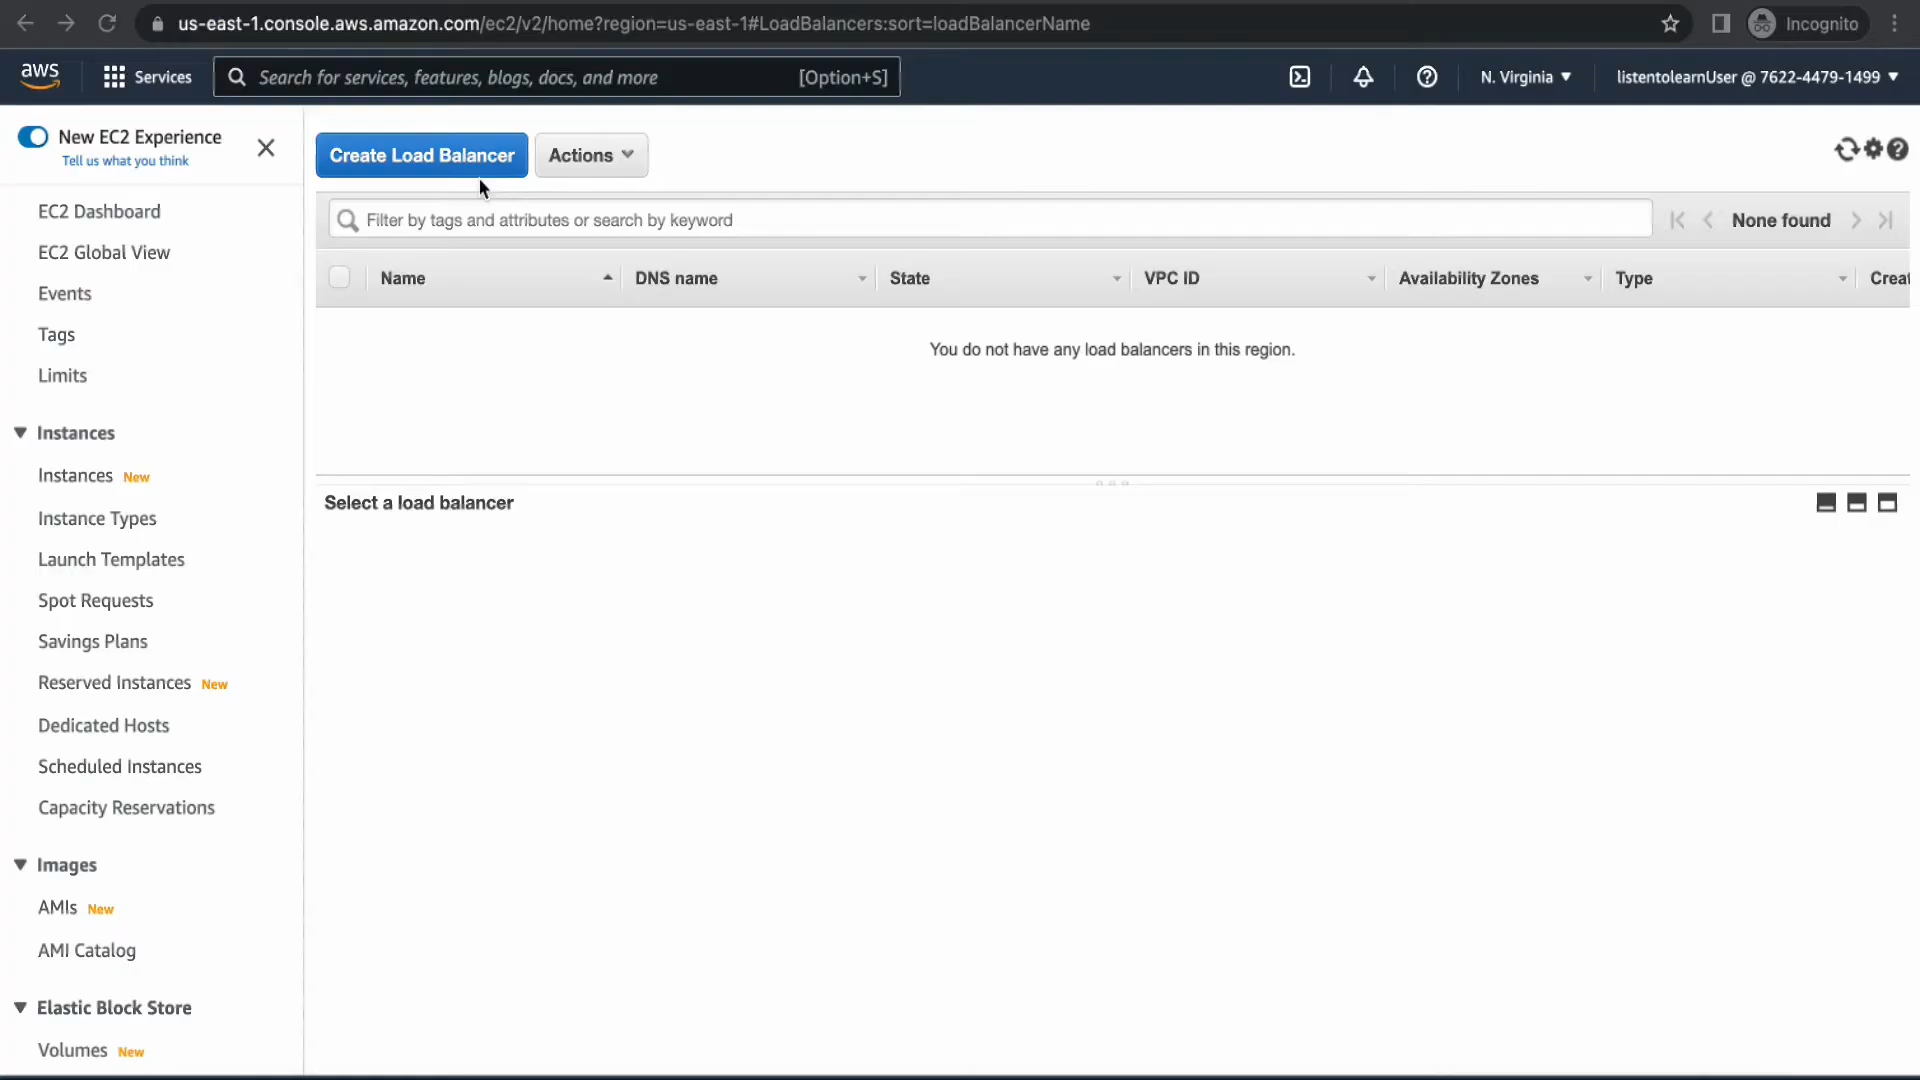 us-east-1.console.aws.amazon.com/ec2/v2/home?region=us-east-1#LoadBalancers:sort=loadBalancerName
Incognito
aws
Services
Search for services, features, blogs, docs, and more
[Option+S]
N. Virginia
listentolearnUser @ 7622-4479-1499
New EC2 Experience
Tell us what you think
EC2 Dashboard
EC2 Global View
Events
Tags
Limits
Instances
Instances New
Instance Types
Launch Templates
Spot Requests
Savings Plans
Reserved Instances New
Dedicated Hosts
Scheduled Instances
Capacity Reservations
Images
AMIs New
AMI Catalog
Elastic Block Store
Volumes New
Create Load Balancer
Actions
Filter by tags and attributes or search by keyword
None found
Name
DNS name
State
VPC ID
Availability Zones
Type
Creat
You do not have any load balancers in this region.
Select a load balancer